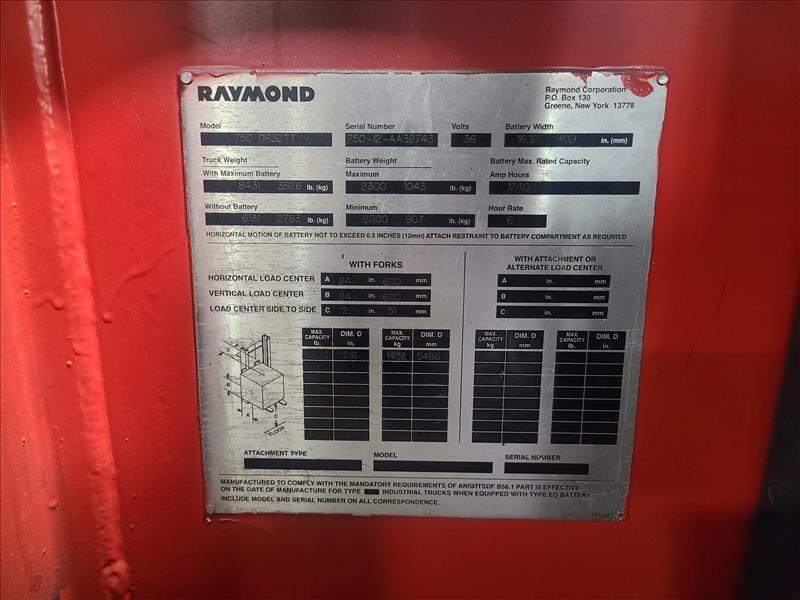 RAYMOND
Raymond Corporation
P.O. Box 130
Greene, New York 13778
Model Serial Number Volts Battery Width
750 DR32TT 750-12-AA32743 36 16.12 409 in. (mm)
Truck Weight Battery Weight Battery Max. Rated Capacity
With Maximum Battery Maximum Amp Hours
8431 3826 lb. (kg) 2300 1043 lb. (kg) 1240
Without Battery Minimum Hour Rate
6131 2783 lb. (kg) 2000 907 lb. (kg) 6
HORIZONTAL MOTION OF BATTERY NOT TO EXCEED 0.5 INCHES (13mm) ATTACH RESTRAINT TO BATTERY COMPARTMENT AS REQUIRED
WITH FORKS
WITH ATTACHMENT OR
ALTERNATE LOAD CENTER
HORIZONTAL LOAD CENTER A 24 in. 600 mm A in. mm
VERTICAL LOAD CENTER B 24 in. 600 mm B in. mm
LOAD CENTER SIDE TO SIDE C 2 in. 51 mm C in. mm
MAX. CAPACITY lb. DIM. D in. MAX. CAPACITY kg DIM. D mm MAX. CAPACITY kg DIM. D in. MAX. CAPACITY lb. DIM. D mm
216 1452 5486
C
B
A
D
FLOOR
ATTACHMENT TYPE MODEL SERIAL NUMBER
MANUFACTURED TO COMPLY WITH THE MANDATORY REQUIREMENTS OF ANSI/ITSDF B56.1 PART III EFFECTIVE
ON THE DATE OF MANUFACTURE FOR TYPE INDUSTRIAL TRUCKS WHEN EQUIPPED WITH TYPE EO BATTERY
INCLUDE MODEL AND SERIAL NUMBER ON ALL CORRESPONDENCE.